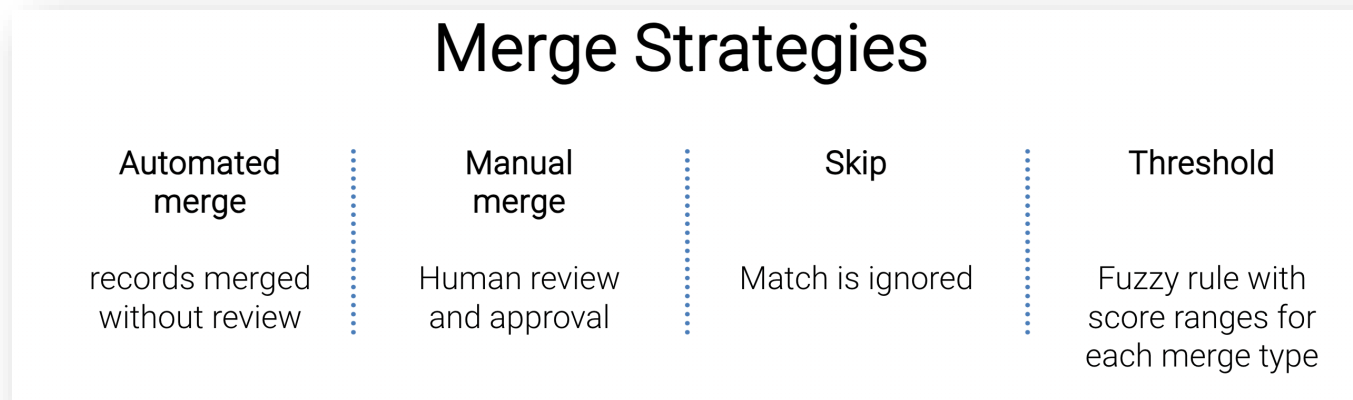 Merge Strategies
Automated
merge
records merged
without review
Manual
merge
Human review
and approval
Skip
Match is ignored
Threshold
Fuzzy rule with
score ranges for
each merge type